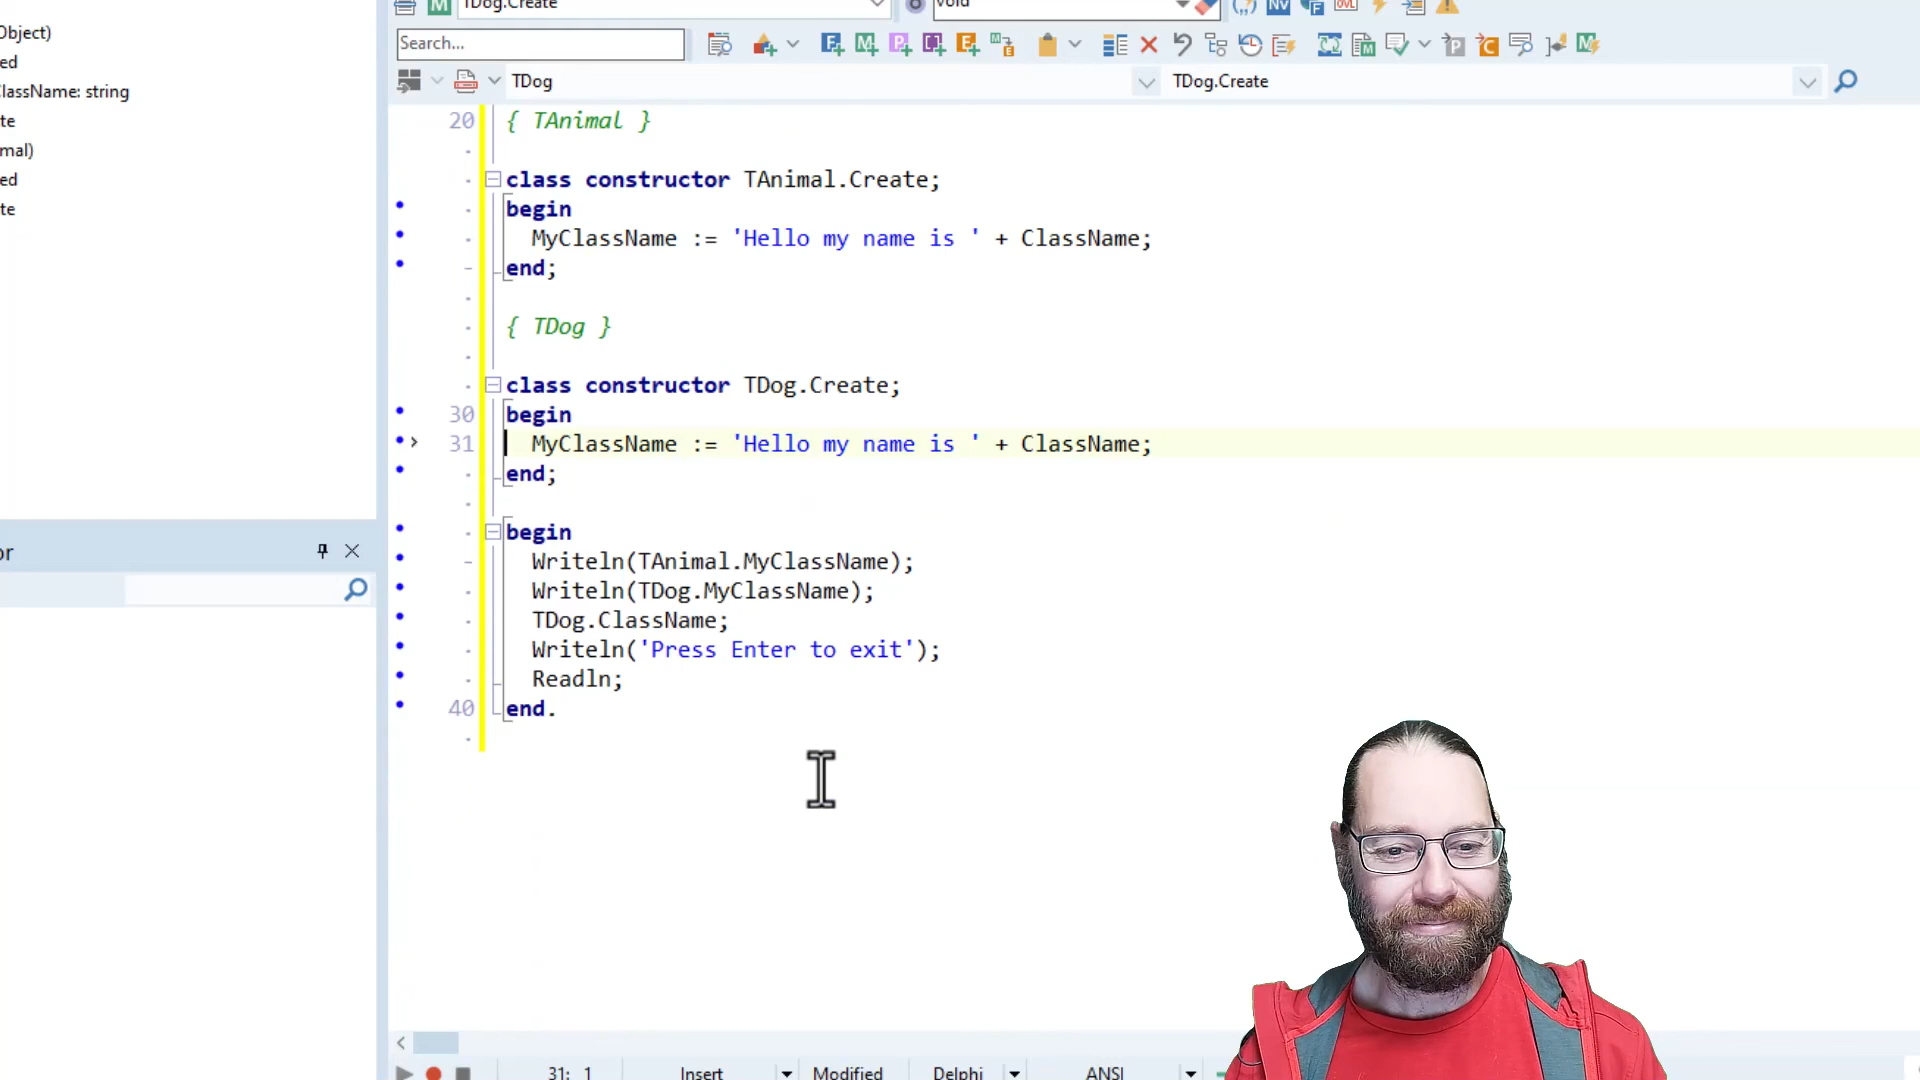 TDog.Create
void
Search...
TDog
TDog.Create
20 { TAnimal }
class constructor TAnimal.Create;
begin
MyClassName := 'Hello my name is ' + ClassName;
end;
{ TDog }
class constructor TDog.Create;
30 begin
31 MyClassName := 'Hello my name is ' + ClassName;
end;
begin
Writeln(TAnimal.MyClassName);
Writeln(TDog.MyClassName);
TDog.ClassName;
Writeln('Press Enter to exit');
Readln;
40 end.
Object)
ed
ClassName: string
te
mal)
ed
te
or
31: 1 Insert Modified Delphi ANSI